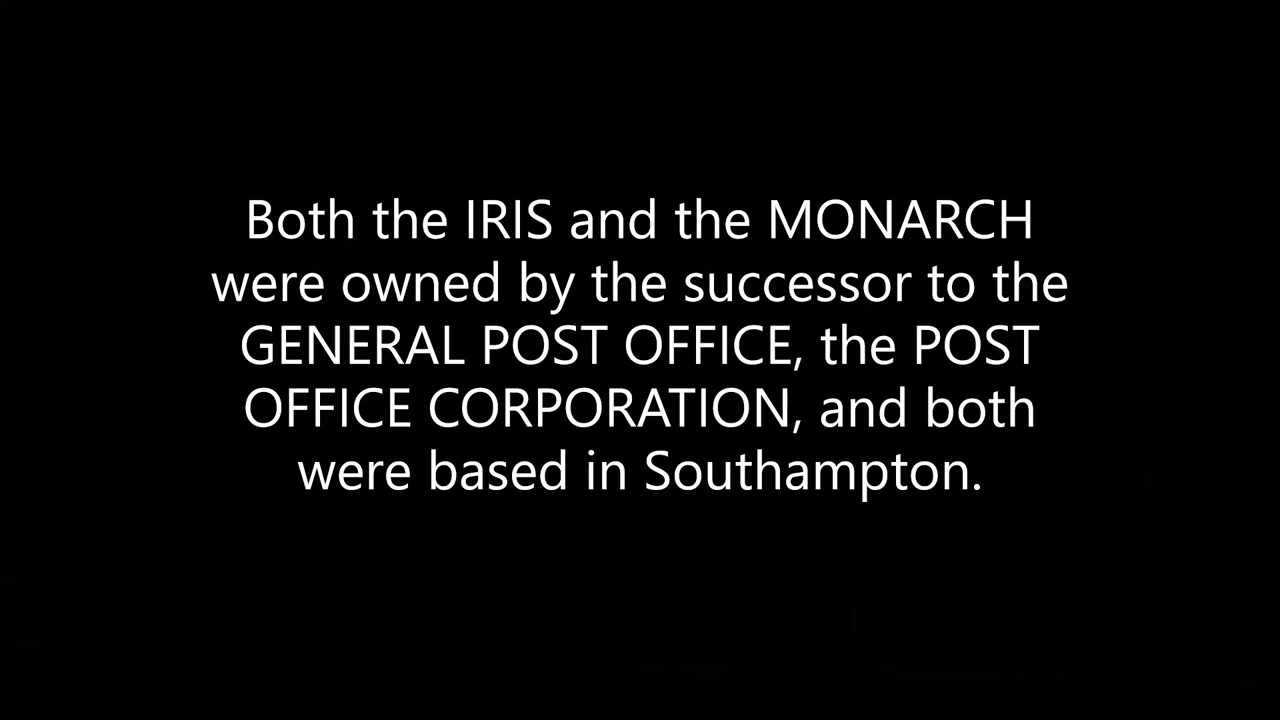 Both the IRIS and the MONARCH
were owned by the successor to the
GENERAL POST OFFICE, the POST
OFFICE CORPORATION, and both
were based in Southampton.